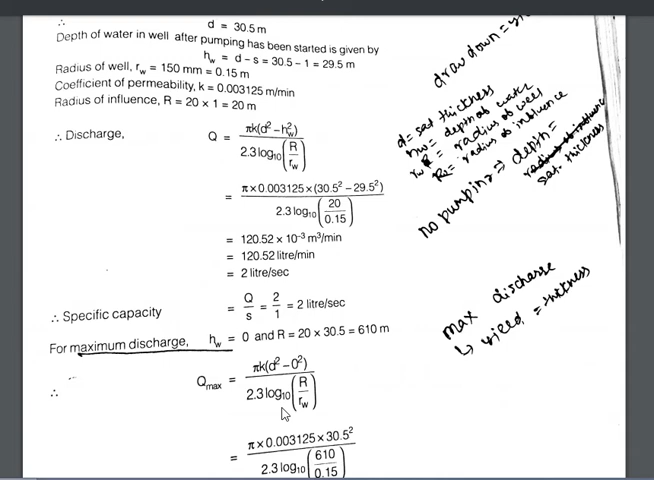 ∴ d = 30.5 m
Depth of water in well after pumping has been started is given by
h_w = d – s = 30.5 – 1 = 29.5 m
Radius of well, r_w = 150 mm = 0.15 m
Coefficient of permeability, k = 0.003125 m/min
Radius of influence, R = 20 × 1 = 20 m
∴ Discharge, Q = πk(d² – h_w²) / 2.3 log₁₀(R/r_w)
= π × 0.003125 × (30.5² – 29.5²) / 2.3 log₁₀(20/0.15)
= 120.52 × 10⁻³ m³/min
= 120.52 litre/min
= 2 litre/sec
∴ Specific capacity = Q/s = 2/1 = 2 litre/sec
For maximum discharge, h_w = 0 and R = 20 × 30.5 = 610 m
∴ Q_max = πk(d² – 0²) / 2.3 log₁₀(R/r_w)
= π × 0.003125 × 30.5² / 2.3 log₁₀(610/0.15)
draw down =
d = sat thickness
hw = depth of water
rw = radius of well
R = radius of influence
no pumping ⇒ depth =
radius of influence
sat. thickness
max discharge
↳ yield = thickness